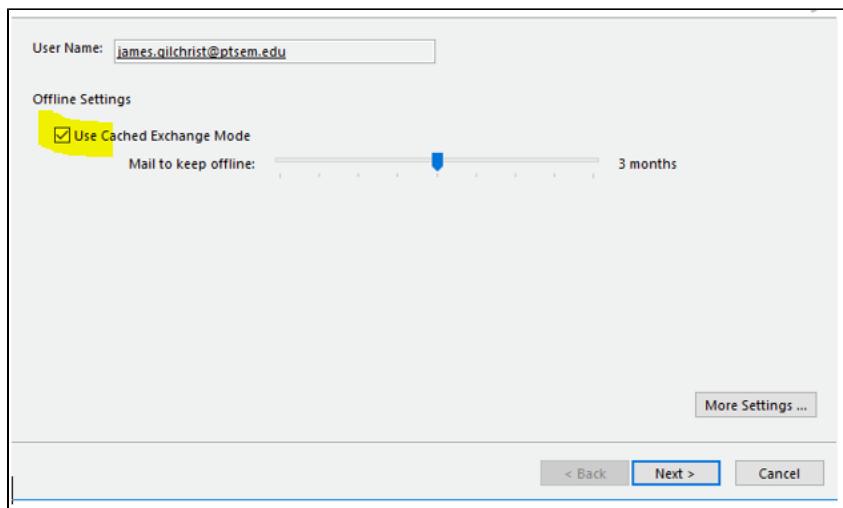 User Name: james.gilchrist@ptsem.edu
Offline Settings
Use Cached Exchange Mode
Mail to keep offline: 3 months
More Settings ...
< Back Next > Cancel